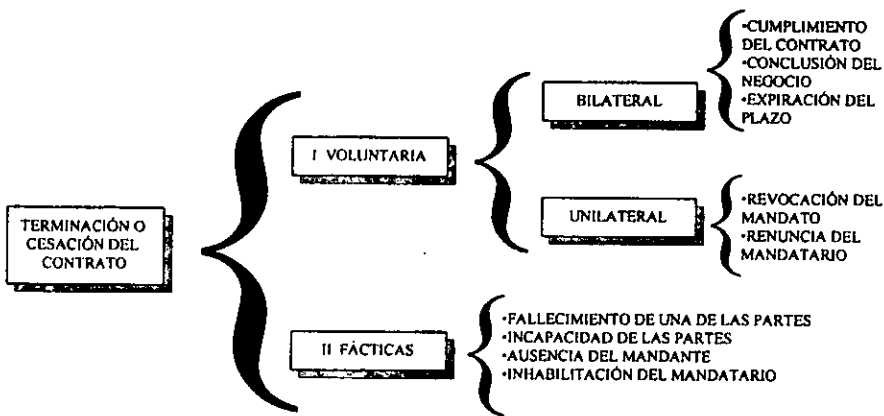 TERMINACIÓN O
CESACIÓN DEL
CONTRATO
I VOLUNTARIA
BILATERAL
•CUMPLIMIENTO
DEL CONTRATO
•CONCLUSIÓN DEL
NEGOCIO
•EXPIRACIÓN DEL
PLAZO
UNILATERAL
•REVOCACIÓN DEL
MANDATO
•RENUNCIA DEL
MANDATARIO
II FÁCTICAS
•FALLECIMIENTO DE UNA DE LAS PARTES
•INCAPACIDAD DE LAS PARTES
•AUSENCIA DEL MANDANTE
•INHABILITACIÓN DEL MANDATARIO